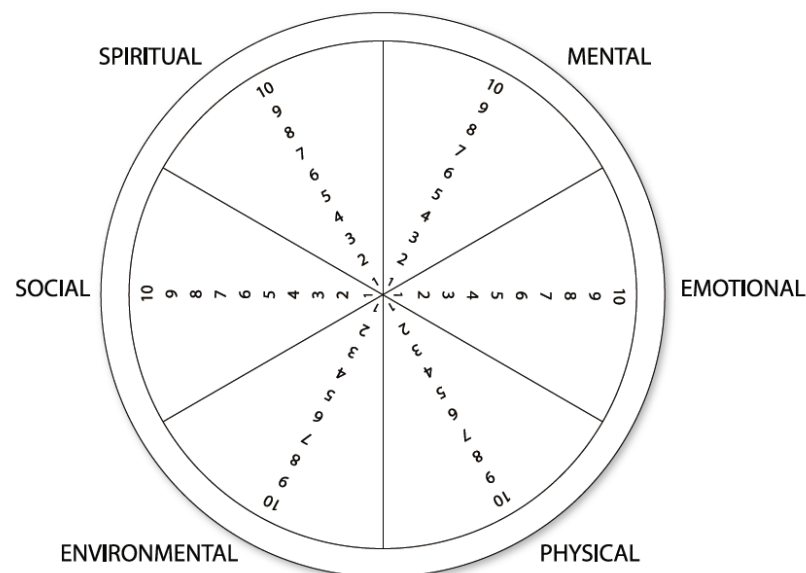 SPIRITUAL
MENTAL
10 9 8 7 6 5 4 3 2 1
10 9 8 7 6 5 4 3 2 1
SOCIAL
10 9 8 7 6 5 4 3 2 1
1 2 3 4 5 6 7 8 9 10
EMOTIONAL
1 2 3 4 5 6 7 8 9 10
1 2 3 4 5 6 7 8 9 10
ENVIRONMENTAL
PHYSICAL